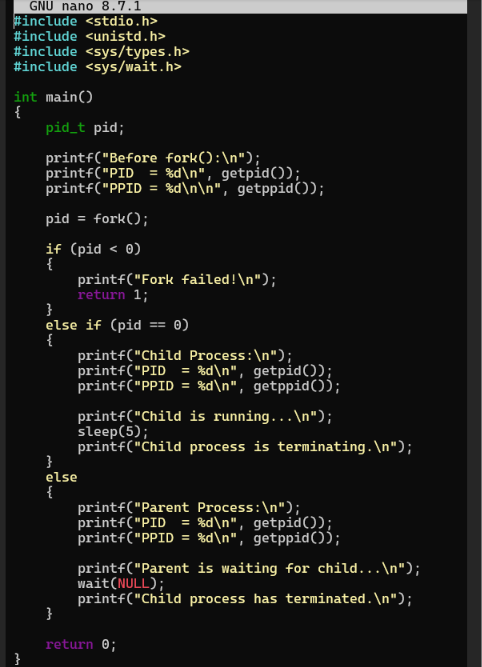 GNU nano 8.7.1
#include <stdio.h>
#include <unistd.h>
#include <sys/types.h>
#include <sys/wait.h>

int main()
{
    pid_t pid;

    printf("Before fork():\n");
    printf("PID  = %d\n", getpid());
    printf("PPID = %d\n\n", getppid());

    pid = fork();

    if (pid < 0)
    {
        printf("Fork failed!\n");
        return 1;
    }
    else if (pid == 0)
    {
        printf("Child Process:\n");
        printf("PID  = %d\n", getpid());
        printf("PPID = %d\n", getppid());

        printf("Child is running...\n");
        sleep(5);
        printf("Child process is terminating.\n");
    }
    else
    {
        printf("Parent Process:\n");
        printf("PID  = %d\n", getpid());
        printf("PPID = %d\n", getppid());

        printf("Parent is waiting for child...\n");
        wait(NULL);
        printf("Child process has terminated.\n");
    }

    return 0;
}